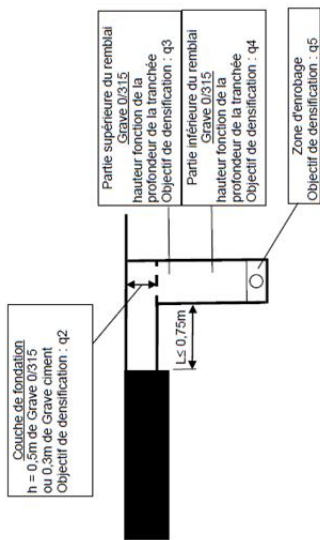 Couche de fondation
h = 0,5m de Grave 0/315
ou 0,3m de Grave ciment
Objectif de densification : q2
L≤ 0,75m
Partie supérieure du remblai
Grave 0/315
hauteur fonction de la
profondeur de la tranchée
Objectif de densification : q3
Partie inférieure du remblai
Grave 0/315
hauteur fonction de la
profondeur de la tranchée
Objectif de densification : q4
Zone d'enrobage
Objectif de densification : q5